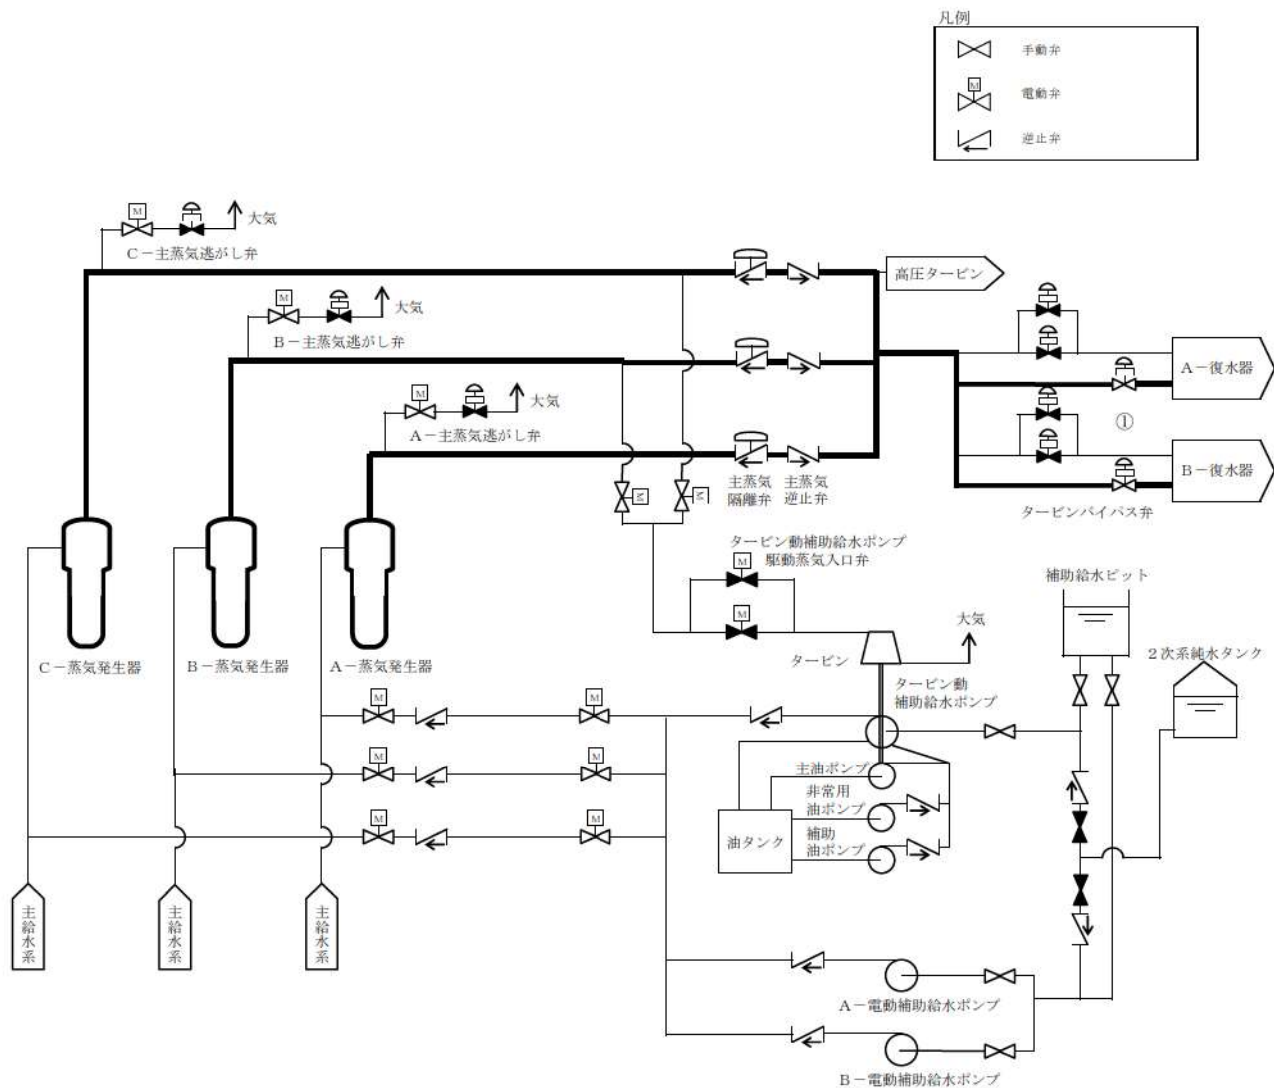 凡例
手動弁
M
電動弁
逆止弁
M
大気
C－主蒸気逃がし弁
高圧タービン
M
大気
B－主蒸気逃がし弁
A－復水器
M
大気
A－主蒸気逃がし弁
①
B－復水器
主蒸気
隔離弁
主蒸気
逆止弁
タービンバイパス弁
M
M
タービン動補助給水ポンプ
駆動蒸気入口弁
M
M
補助給水ピット
大気
タービン
2次系純水タンク
C－蒸気発生器
B－蒸気発生器
A－蒸気発生器
タービン動
補助給水ポンプ
M
M
M
M
M
M
主油ポンプ
非常用
油ポンプ
補助
油ポンプ
油タンク
主給水系
主給水系
主給水系
A－電動補助給水ポンプ
B－電動補助給水ポンプ